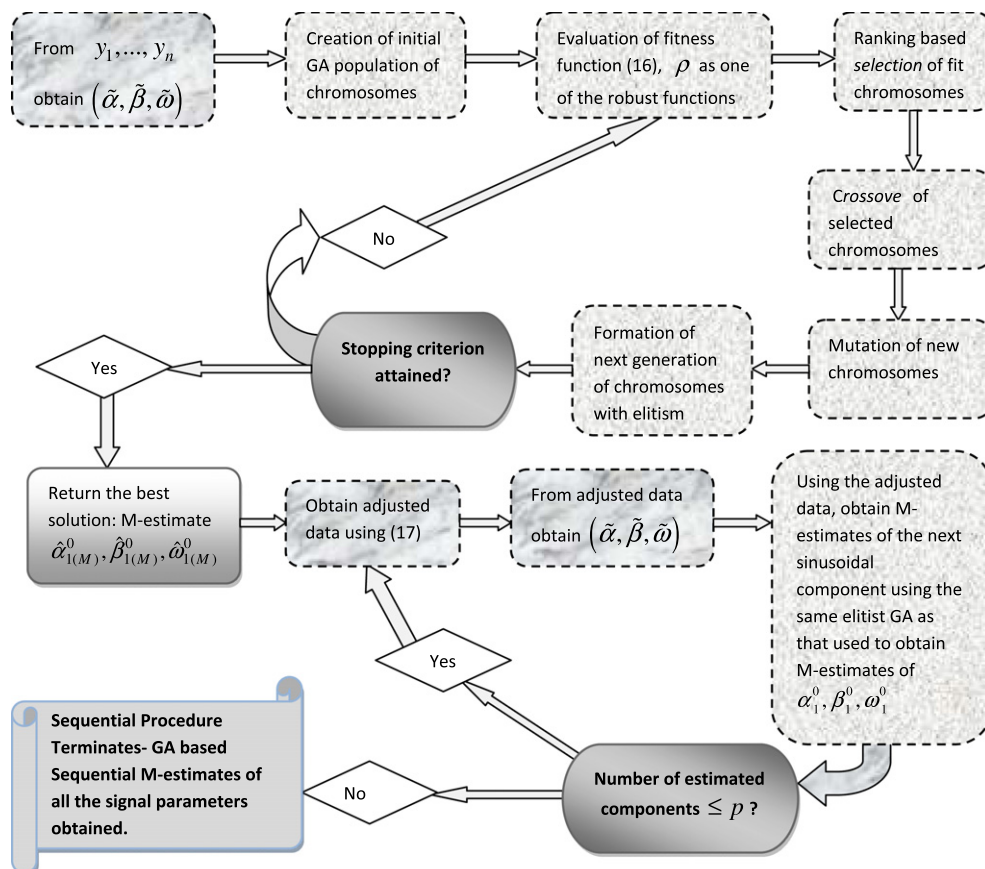 From y₁,..., yₙ
obtain (α̃, β̃, ω̃)
Creation of initial
GA population of
chromosomes
Evaluation of fitness
function (16), ρ as one
of the robust functions
Ranking based
selection of fit
chromosomes
Crossove of
selected
chromosomes
Mutation of new
chromosomes
Formation of
next generation
of chromosomes
with elitism
Stopping criterion
attained?
No
Yes
Return the best
solution: M-estimate
α̂⁰₁₍M₎, β̂⁰₁₍M₎, ω̂⁰₁₍M₎
Obtain adjusted
data using (17)
From adjusted data
obtain (α̃, β̃, ω̃)
Using the adjusted
data, obtain M-
estimates of the next
sinusoidal
component using the
same elitist GA as
that used to obtain
M-estimates of
α⁰₁, β⁰₁, ω⁰₁
Number of estimated
components ≤ p ?
Yes
No
Sequential Procedure
Terminates- GA based
Sequential M-estimates of
all the signal parameters
obtained.